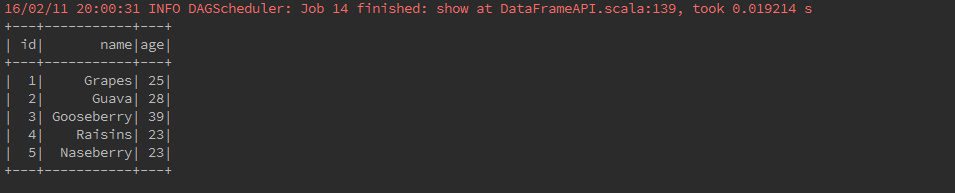 16/02/11 20:00:31 INFO DAGScheduler: Job 14 finished: show at DataFrameAPI.scala:139, took 0.019214 s
+---+----------+---+
| id|      name|age|
+---+----------+---+
|  1|    Grapes| 25|
|  2|     Guava| 28|
|  3|Gooseberry| 39|
|  4|   Raisins| 23|
|  5| Naseberry| 23|
+---+----------+---+